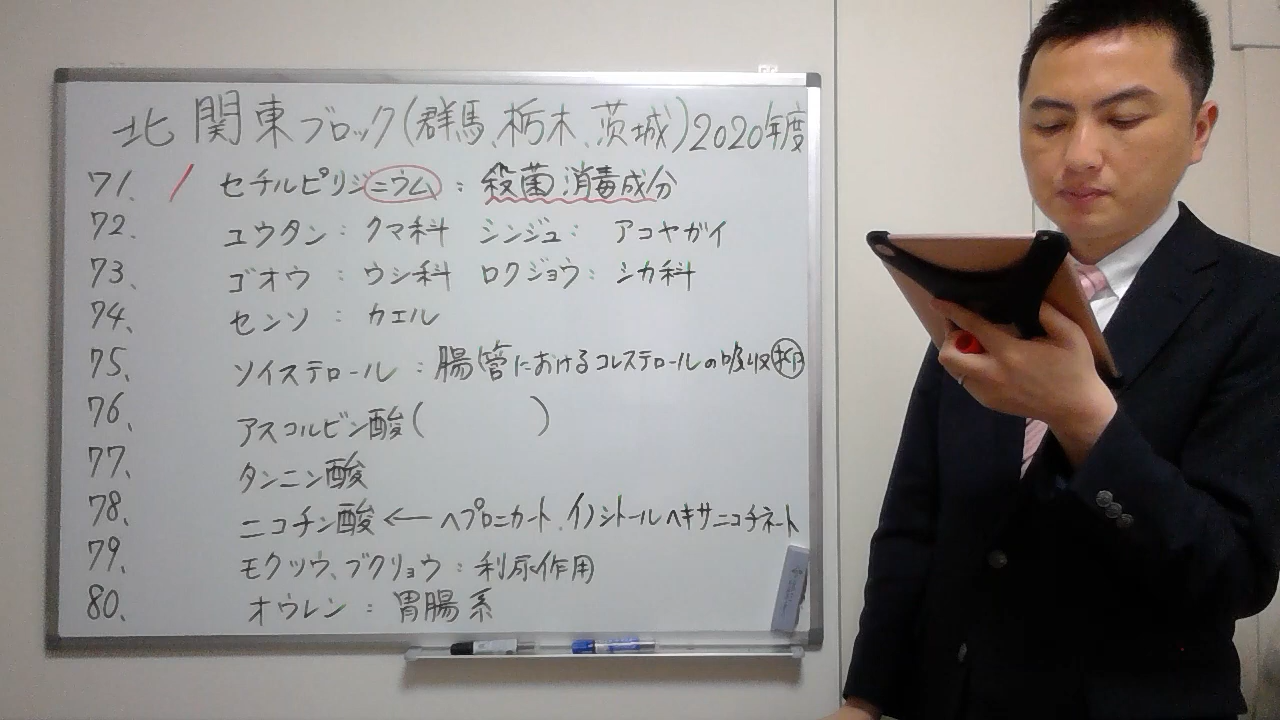 北関東ブロック(群馬、栃木、茨城)2020年度
71、 / セチルピリジニウム : 殺菌消毒成分
72、 ユウタン : クマ科 シンジュ : アコヤガイ
73、 ゴオウ : ウシ科 ロクジョウ : シカ科
74、 センソ : カエル
75、 ソイステロール : 腸管におけるコレステロールの吸収抑
76、 アスコルビン酸( )
77、 タンニン酸
78、 ニコチン酸 ← ヘプロニカート、イノシトールヘキサニコチネート
79、 モクツウ、ブクリョウ : 利尿作用
80、 オウレン : 胃腸系